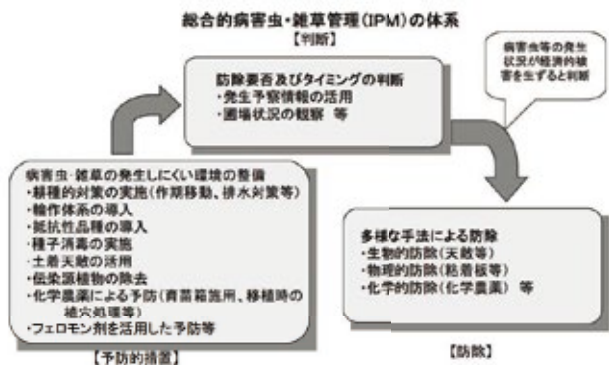 総合的病害虫・雑草管理(IPM)の体系
【判断】
防除要否及びタイミングの判断
・発生予察情報の活用
・圃場状況の観察 等
病害虫等の発生
状況が経済的被
害を生ずると判断
病害虫・雑草の発生しにくい環境の整備
・耕種的対策の実施(作期移動、排水対策等)
・輪作体系の導入
・抵抗性品種の導入
・種子消毒の実施
・土着天敵の活用
・伝染源植物の除去
・化学農薬による予防(育苗箱施用、移植時の
植穴処理等)
・フェロモン剤を活用した予防等
【予防的措置】
多様な手法による防除
・生物的防除(天敵等)
・物理的防除(粘着板等)
・化学的防除(化学農薬) 等
【防除】